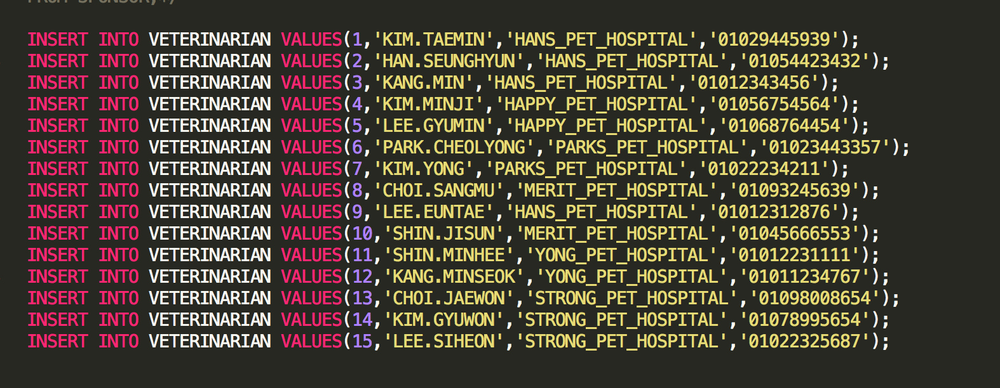 INSERT INTO VETERINARIAN VALUES(1,'KIM.TAEMIN','HANS_PET_HOSPITAL','01029445939');
INSERT INTO VETERINARIAN VALUES(2,'HAN.SEUNGHYUN','HANS_PET_HOSPITAL','01054423432');
INSERT INTO VETERINARIAN VALUES(3,'KANG.MIN','HANS_PET_HOSPITAL','01012343456');
INSERT INTO VETERINARIAN VALUES(4,'KIM.MINJI','HAPPY_PET_HOSPITAL','01056754564');
INSERT INTO VETERINARIAN VALUES(5,'LEE.GYUMIN','HAPPY_PET_HOSPITAL','01068764454');
INSERT INTO VETERINARIAN VALUES(6,'PARK.CHEOLYONG','PARKS_PET_HOSPITAL','01023443357');
INSERT INTO VETERINARIAN VALUES(7,'KIM.YONG','PARKS_PET_HOSPITAL','01022234211');
INSERT INTO VETERINARIAN VALUES(8,'CHOI.SANGMU','MERIT_PET_HOSPITAL','01093245639');
INSERT INTO VETERINARIAN VALUES(9,'LEE.EUNTAE','HANS_PET_HOSPITAL','01012312876');
INSERT INTO VETERINARIAN VALUES(10,'SHIN.JISUN','MERIT_PET_HOSPITAL','01045666553');
INSERT INTO VETERINARIAN VALUES(11,'SHIN.MINHEE','YONG_PET_HOSPITAL','01012231111');
INSERT INTO VETERINARIAN VALUES(12,'KANG.MINSEOK','YONG_PET_HOSPITAL','01011234767');
INSERT INTO VETERINARIAN VALUES(13,'CHOI.JAEWON','STRONG_PET_HOSPITAL','01098008654');
INSERT INTO VETERINARIAN VALUES(14,'KIM.GYUWON','STRONG_PET_HOSPITAL','01078995654');
INSERT INTO VETERINARIAN VALUES(15,'LEE.SIHEON','STRONG_PET_HOSPITAL','01022325687');